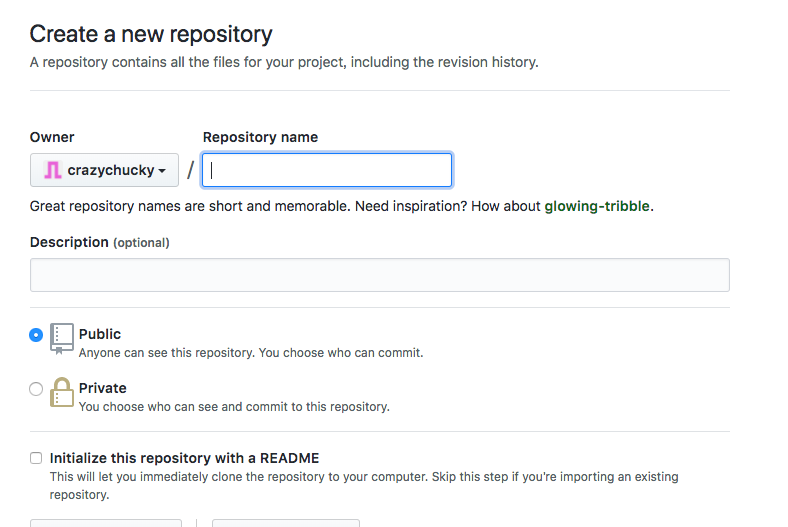 Create a new repository
A repository contains all the files for your project, including the revision history.
Owner
Repository name
crazychucky
/
Great repository names are short and memorable. Need inspiration? How about glowing-tribble.
Description (optional)
Public
Anyone can see this repository. You choose who can commit.
Private
You choose who can see and commit to this repository.
Initialize this repository with a README
This will let you immediately clone the repository to your computer. Skip this step if you're importing an existing
repository.